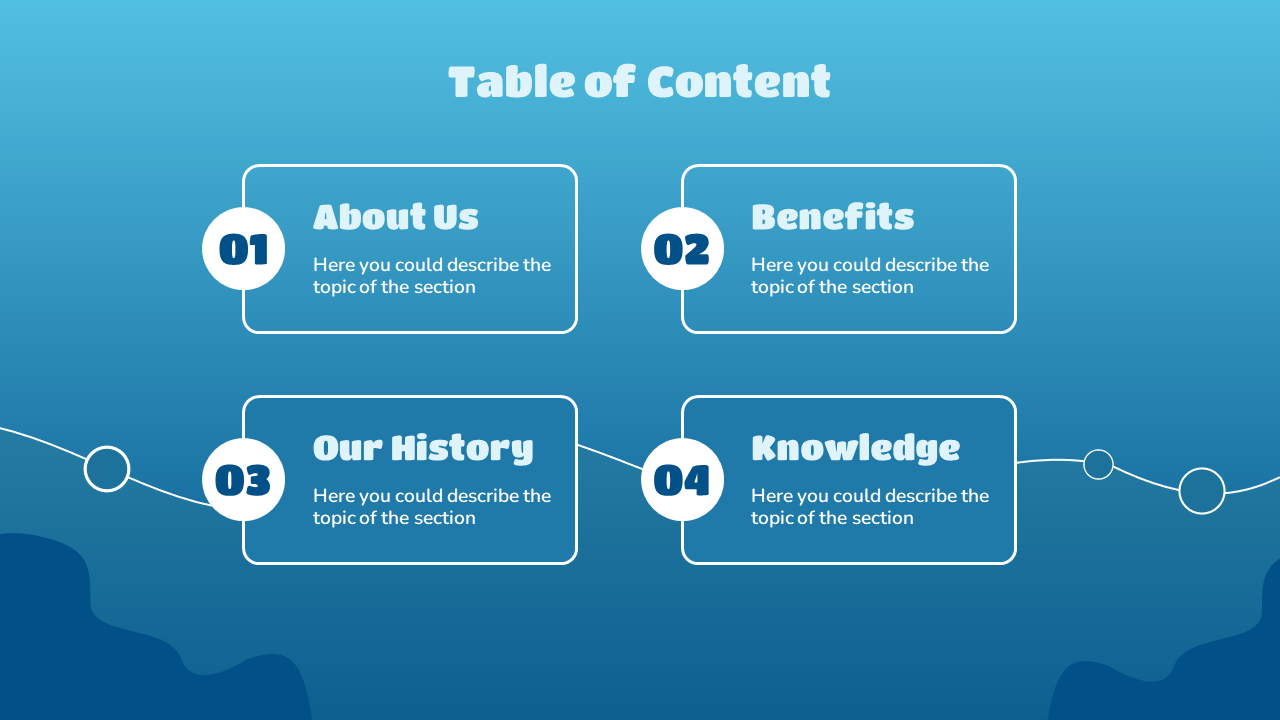 Table of Content
01
About Us
Here you could describe the
topic of the section
02
Benefits
Here you could describe the
topic of the section
03
Our History
Here you could describe the
topic of the section
04
Knowledge
Here you could describe the
topic of the section